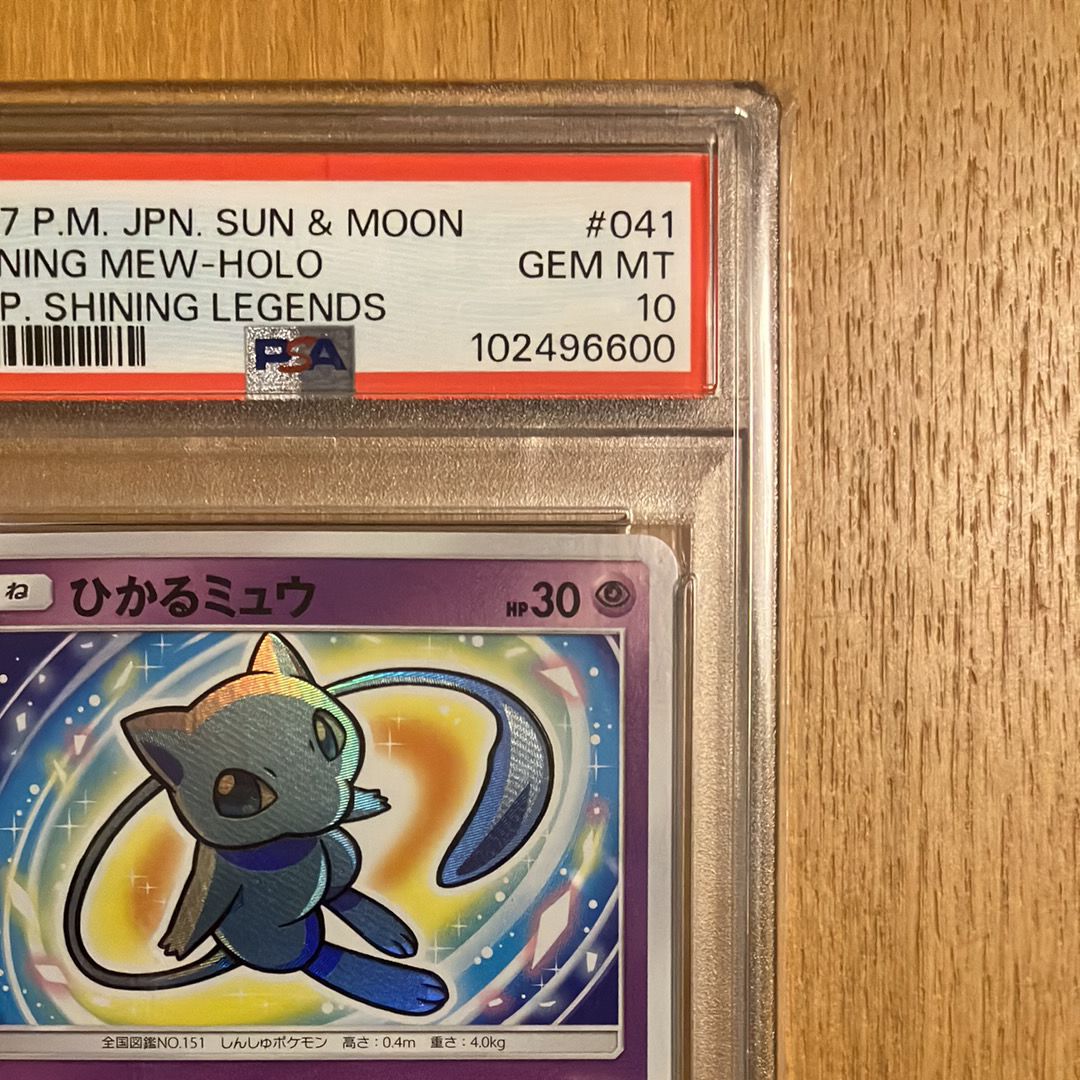 7 P.M. JPN. SUN & MOON #041
NING MEW-HOLO GEM MT
P. SHINING LEGENDS 10
PSA 102496600
ね ひかるミュウ HP30
全国図鑑NO.151 しんしゅポケモン 高さ:0.4m 重さ:4.0kg